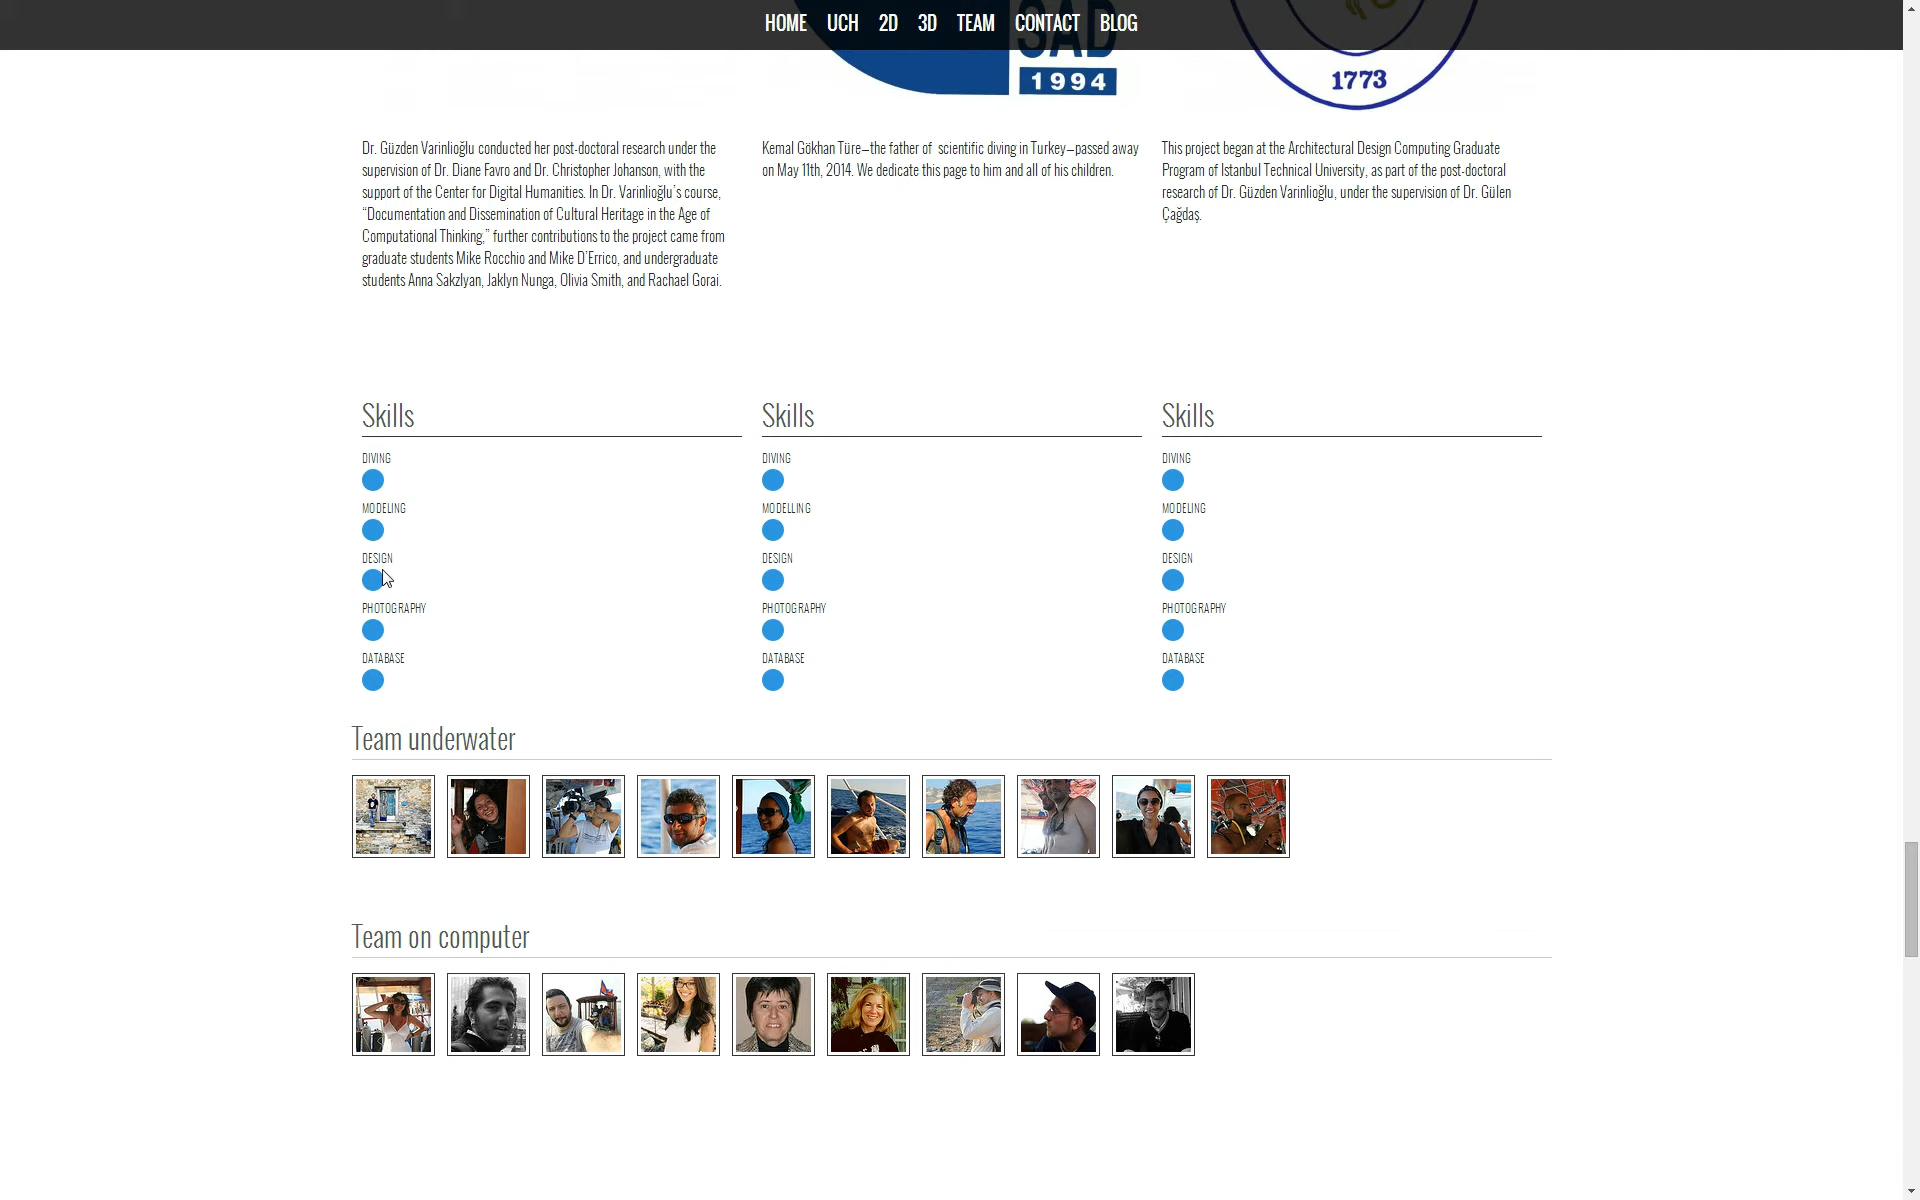 HOME UCH 2D 3D TEAM CONTACT BLOG
SAD
1994
1773
Dr. Güzden Varinlioğlu conducted her post-doctoral research under the
supervision of Dr. Diane Favro and Dr. Christopher Johanson, with the
support of the Center for Digital Humanities. In Dr. Varinlioğlu's course,
“Documentation and Dissemination of Cultural Heritage in the Age of
Computational Thinking,” further contributions to the project came from
graduate students Mike Rocchio and Mike D'Errico, and undergraduate
students Anna Sakzlyan, Jaklyn Nunga, Olivia Smith, and Rachael Gorai.
Kemal Gökhan Türe—the father of scientific diving in Turkey—passed away
on May 11th, 2014. We dedicate this page to him and all of his children.
This project began at the Architectural Design Computing Graduate
Program of Istanbul Technical University, as part of the post-doctoral
research of Dr. Güzden Varinlioğlu, under the supervision of Dr. Gülen
Çağdaş.
Skills
DIVING
MODELING
DESIGN
PHOTOGRAPHY
DATABASE
Skills
DIVING
MODELLING
DESIGN
PHOTOGRAPHY
DATABASE
Skills
DIVING
MODELING
DESIGN
PHOTOGRAPHY
DATABASE
Team underwater
Team on computer